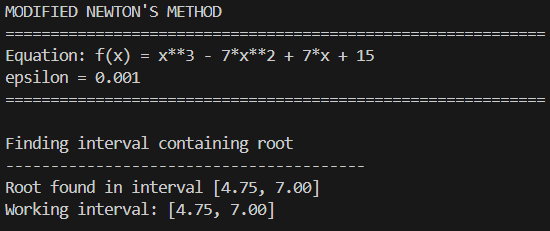 MODIFIED NEWTON'S METHOD
============================================================
Equation: f(x) = x**3 - 7*x**2 + 7*x + 15
epsilon = 0.001
============================================================
Finding interval containing root
----------------------------------------
Root found in interval [4.75, 7.00]
Working interval: [4.75, 7.00]